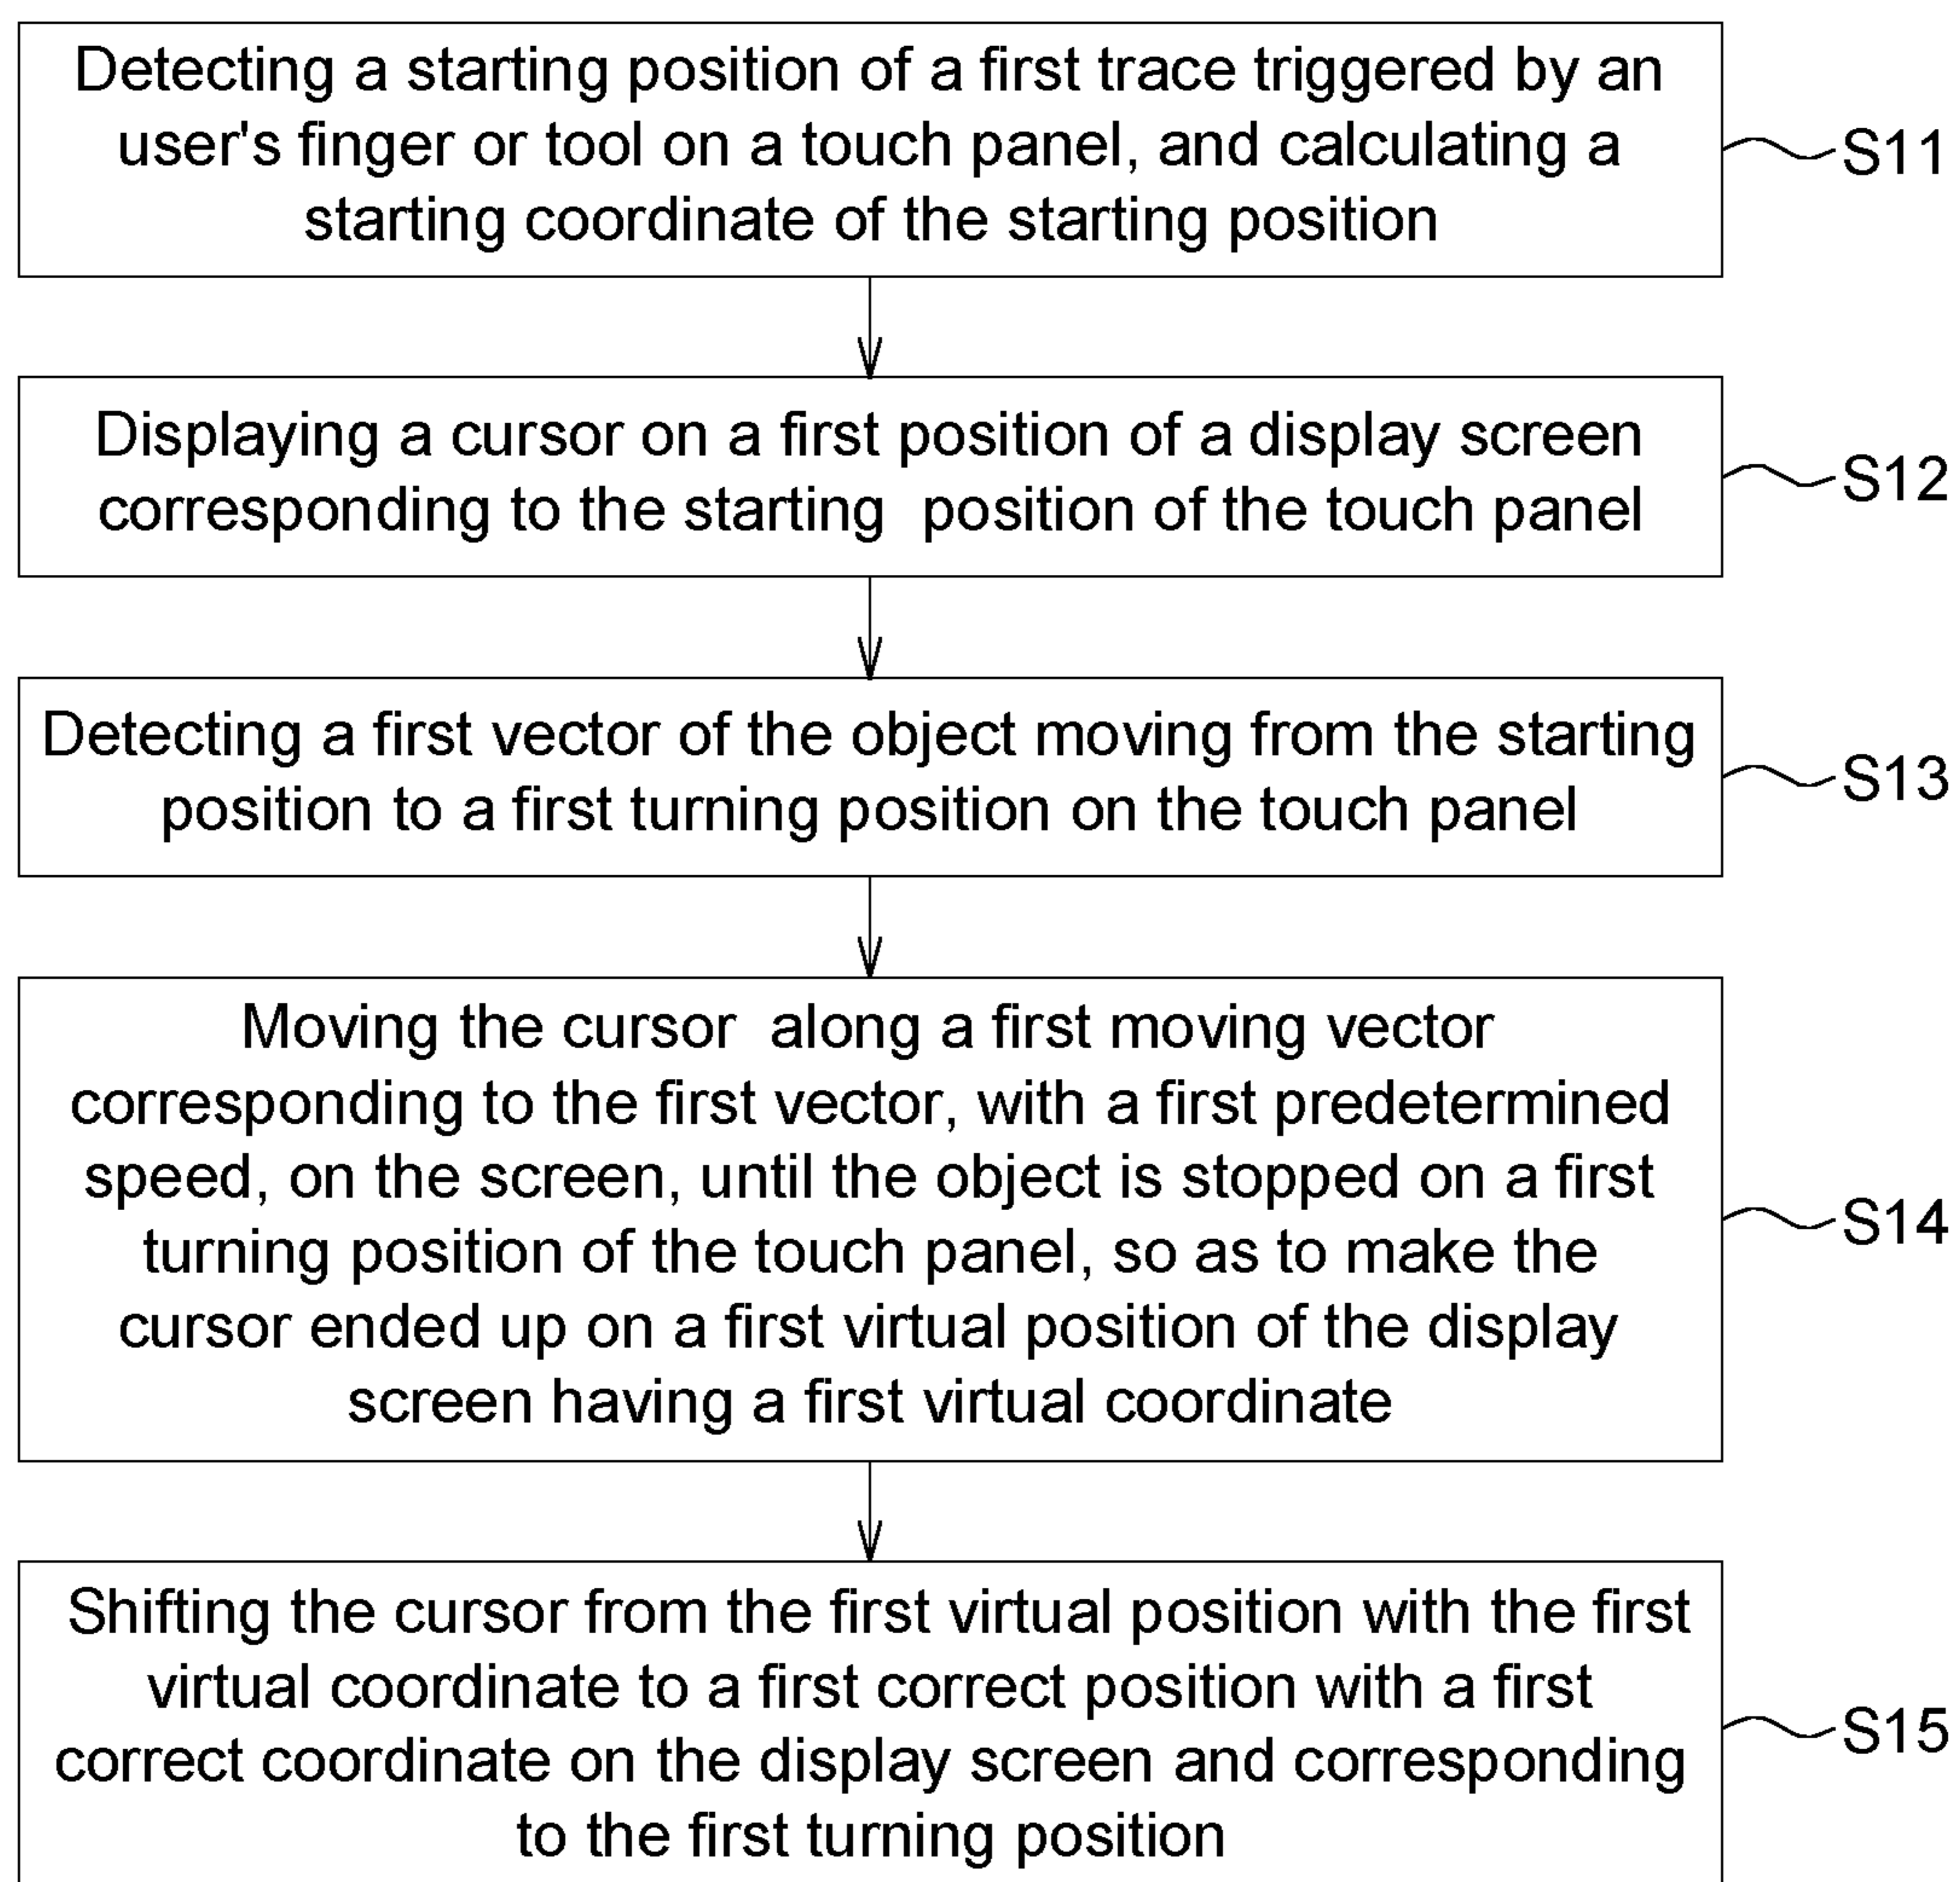 Detecting a starting position of a first trace triggered by an
user's finger or tool on a touch panel, and calculating a
starting coordinate of the starting position
S11
Displaying a cursor on a first position of a display screen
corresponding to the starting position of the touch panel
S12
Detecting a first vector of the object moving from the starting
position to a first turning position on the touch panel
S13
Moving the cursor along a first moving vector
corresponding to the first vector, with a first predetermined
speed, on the screen, until the object is stopped on a first
turning position of the touch panel, so as to make the
cursor ended up on a first virtual position of the display
screen having a first virtual coordinate
S14
Shifting the cursor from the first virtual position with the first
virtual coordinate to a first correct position with a first
correct coordinate on the display screen and corresponding
to the first turning position
S15